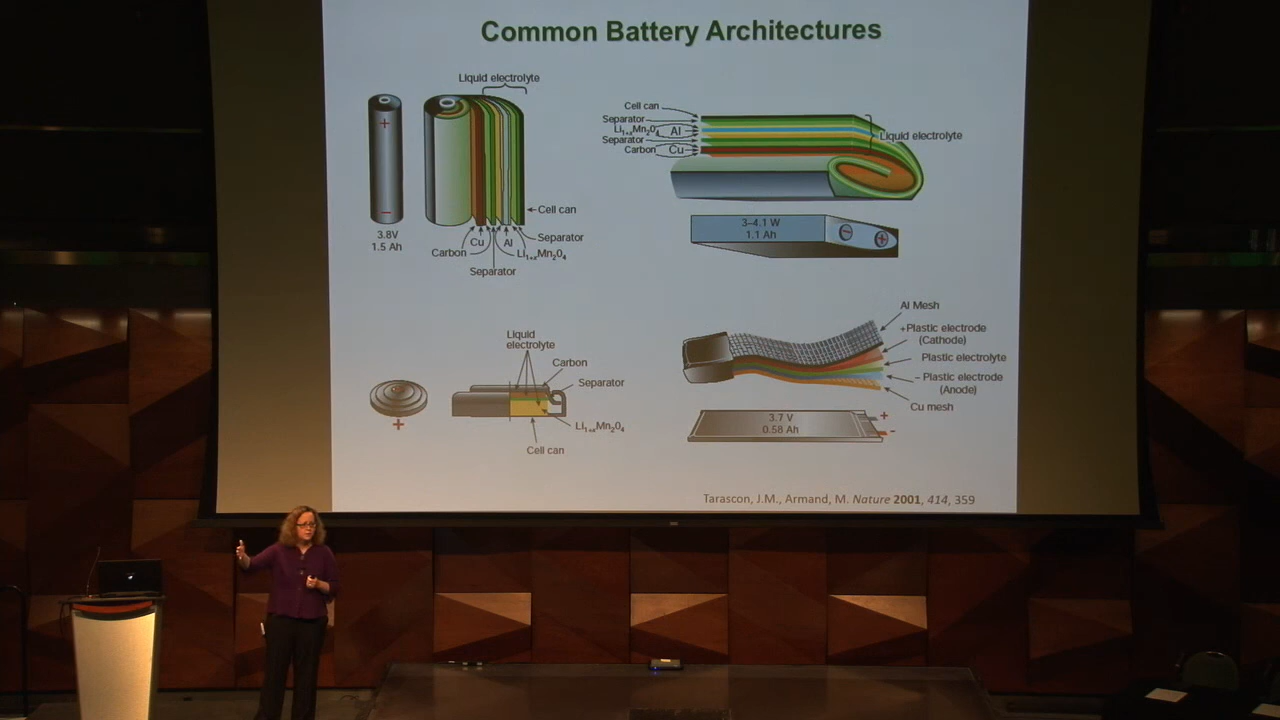 Common Battery Architectures
Liquid electrolyte
+
−
3.8V
1.5 Ah
Cell can
Separator
Cu
Al
Carbon
Li1+xMn2O4
Separator
Cell can
Separator
Li1+xMn2O4
Al
Separator
Carbon
Cu
Liquid electrolyte
3–4.1 W
1.1 Ah
−
+
Liquid
electrolyte
Carbon
Separator
Li1+xMn2O4
Cell can
+
Al Mesh
+Plastic electrode
(Cathode)
Plastic electrolyte
− Plastic electrode
(Anode)
Cu mesh
3.7 V
0.58 Ah
+
-
Tarascon, J.M., Armand, M. Nature 2001, 414, 359